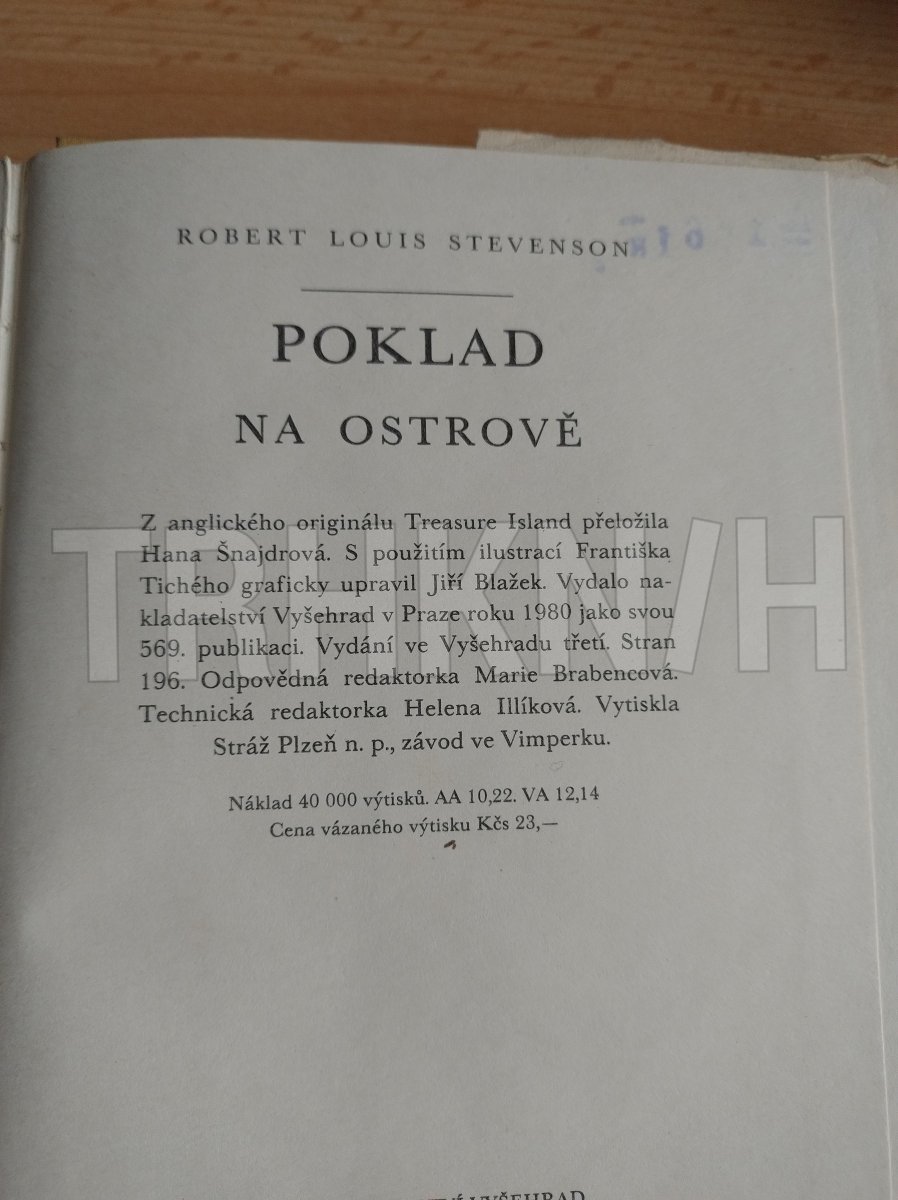 ROBERT LOUIS STEVENSON
POKLAD
NA OSTROVĚ
Z anglického originálu Treasure Island přeložila
Hana Šnajdrová. S použitím ilustrací Františka
Tichého graficky upravil Jiří Blažek. Vydalo na-
kladatelství Vyšehrad v Praze roku 1980 jako svou
569. publikaci. Vydání ve Vyšehradu třetí. Stran
196. Odpovědná redaktorka Marie Brabencová.
Technická redaktorka Helena Illíková. Vytiskla
Stráž Plzeň n. p., závod ve Vimperku.
Náklad 40 000 výtisků. AA 10,22. VA 12,14
Cena vázaného výtisku Kčs 23,—
TRHKNIH